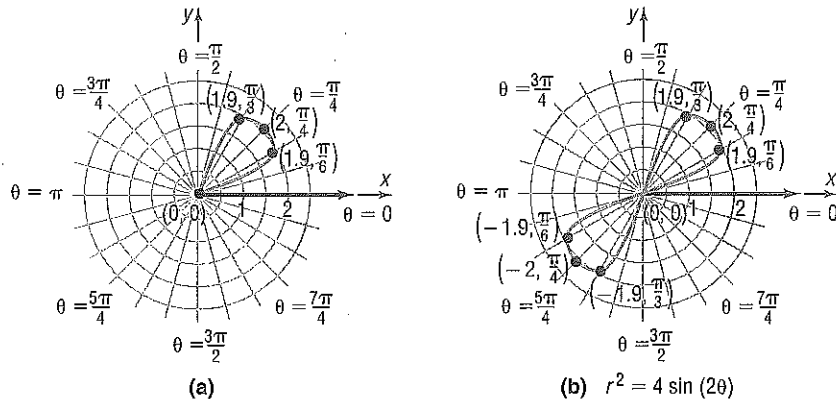 y
θ = π/2
θ = 3π/4
(1.9, π/3)
θ = π/4
(2, π/4)
(1.9, π/6)
x
θ = π
(0, 0)
1
2
θ = 0
θ = 5π/4
θ = 7π/4
θ = 3π/2
(a)
y
θ = π/2
θ = 3π/4
(1.9, π/3)
θ = π/4
(2, π/4)
(1.9, π/6)
x
θ = π
(0, 0)
1
2
θ = 0
(−1.9, π/6)
(−2, π/4)
(−1.9, π/3)
θ = 5π/4
θ = 7π/4
θ = 3π/2
(b) r² = 4 sin (2θ)